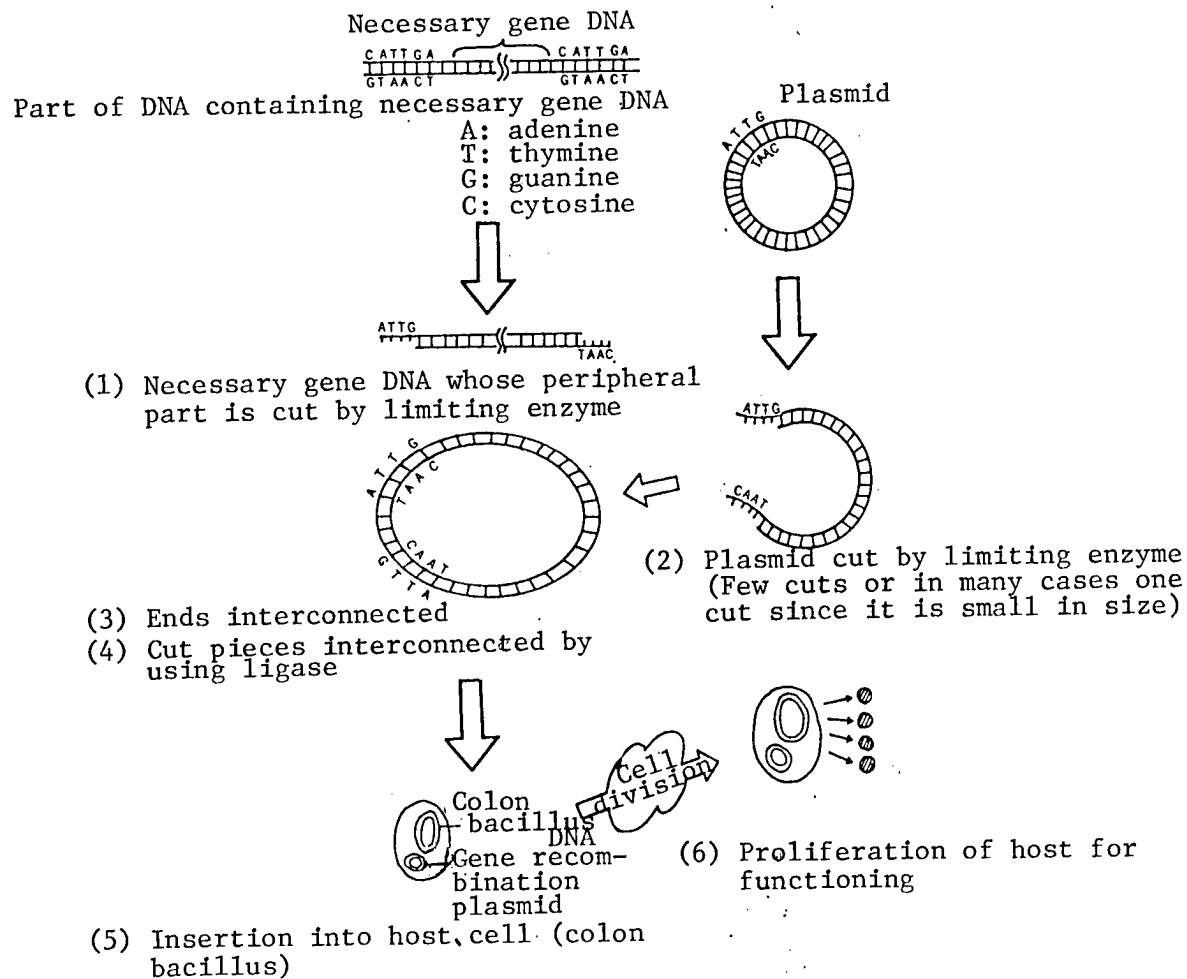 Necessary gene DNA
CATTGA CATTGA
GTAACT GTAACT
Part of DNA containing necessary gene DNA
A: adenine
T: thymine
G: guanine
C: cytosine
Plasmid
ATTG
TAAC
ATTG
TAAC
(1) Necessary gene DNA whose peripheral
part is cut by limiting enzyme
ATTG
CAAT
(2) Plasmid cut by limiting enzyme
(Few cuts or in many cases one
cut since it is small in size)
ATTG
TAAC
CAAT
GTTA
(3) Ends interconnected
(4) Cut pieces interconnected by
using ligase
Colon
bacillus
DNA
Gene recom-
bination
plasmid
Cell
division
(5) Insertion into host cell (colon
bacillus)
(6) Proliferation of host for
functioning